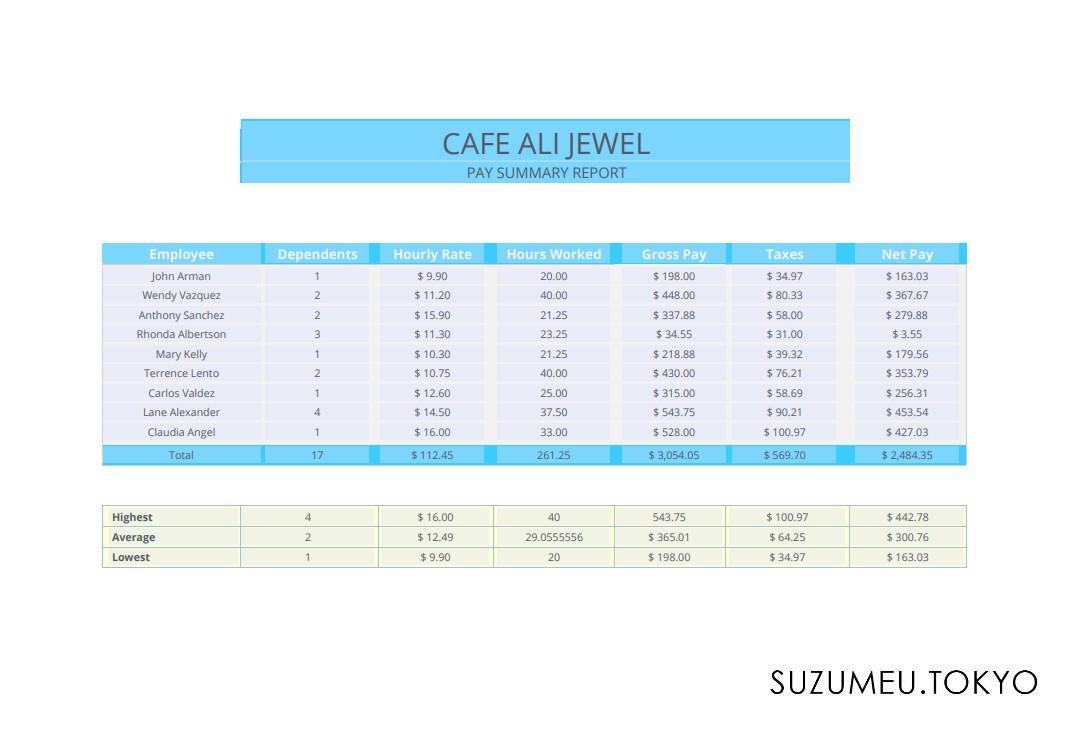 CAFE ALI JEWEL
PAY SUMMARY REPORT
Employee Dependents Hourly Rate Hours Worked Gross Pay Taxes Net Pay
John Arman 1 $ 9.90 20.00 $ 198.00 $ 34.97 $ 163.03
Wendy Vazquez 2 $ 11.20 40.00 $ 448.00 $ 80.33 $ 367.67
Anthony Sanchez 2 $ 15.90 21.25 $ 337.88 $ 58.00 $ 279.88
Rhonda Albertson 3 $ 11.30 23.25 $ 34.55 $ 31.00 $ 3.55
Mary Kelly 1 $ 10.30 21.25 $ 218.88 $ 39.32 $ 179.56
Terrence Lento 2 $ 10.75 40.00 $ 430.00 $ 76.21 $ 353.79
Carlos Valdez 1 $ 12.60 25.00 $ 315.00 $ 58.69 $ 256.31
Lane Alexander 4 $ 14.50 37.50 $ 543.75 $ 90.21 $ 453.54
Claudia Angel 1 $ 16.00 33.00 $ 528.00 $ 100.97 $ 427.03
Total 17 $ 112.45 261.25 $ 3,054.05 $ 569.70 $ 2,484.35
Highest 4 $ 16.00 40 543.75 $ 100.97 $ 442.78
Average 2 $ 12.49 29.0555556 $ 365.01 $ 64.25 $ 300.76
Lowest 1 $ 9.90 20 $ 198.00 $ 34.97 $ 163.03
SUZUMEU.TOKYO